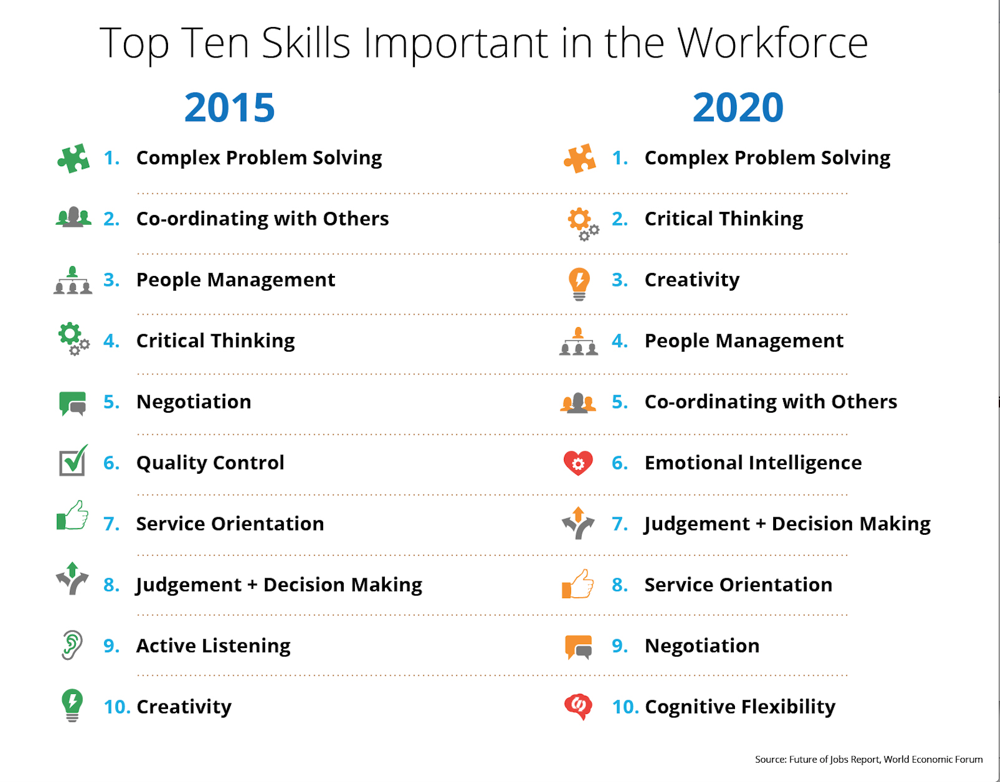 Top Ten Skills Important in the Workforce
2015
1. Complex Problem Solving
2. Co-ordinating with Others
3. People Management
4. Critical Thinking
5. Negotiation
6. Quality Control
7. Service Orientation
8. Judgement + Decision Making
9. Active Listening
10. Creativity
2020
1. Complex Problem Solving
2. Critical Thinking
3. Creativity
4. People Management
5. Co-ordinating with Others
6. Emotional Intelligence
7. Judgement + Decision Making
8. Service Orientation
9. Negotiation
10. Cognitive Flexibility
Source: Future of Jobs Report, World Economic Forum